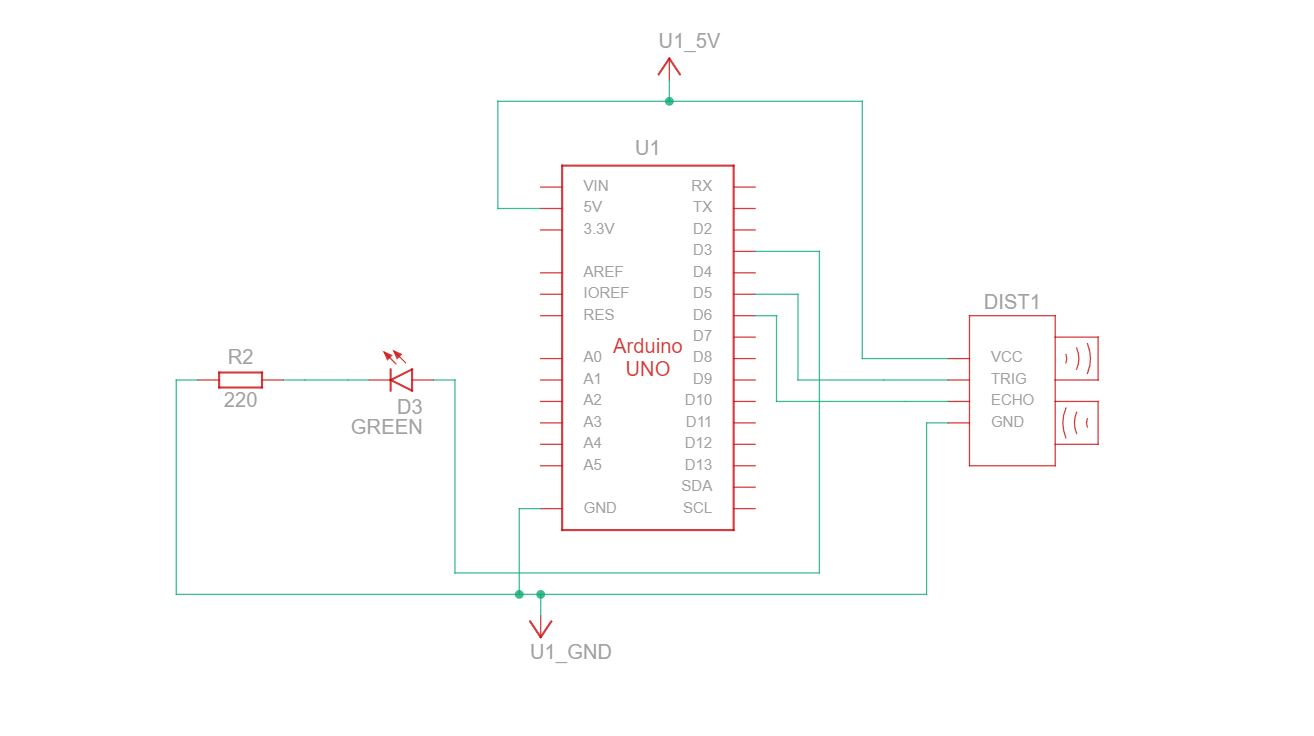 U1_5V
U1
VIN
5V
3.3V
AREF
IOREF
RES
A0
A1
A2
A3
A4
A5
GND
Arduino
UNO
RX
TX
D2
D3
D4
D5
D6
D7
D8
D9
D10
D11
D12
D13
SDA
SCL
DIST1
VCC
TRIG
ECHO
GND
R2
220
D3
GREEN
U1_GND